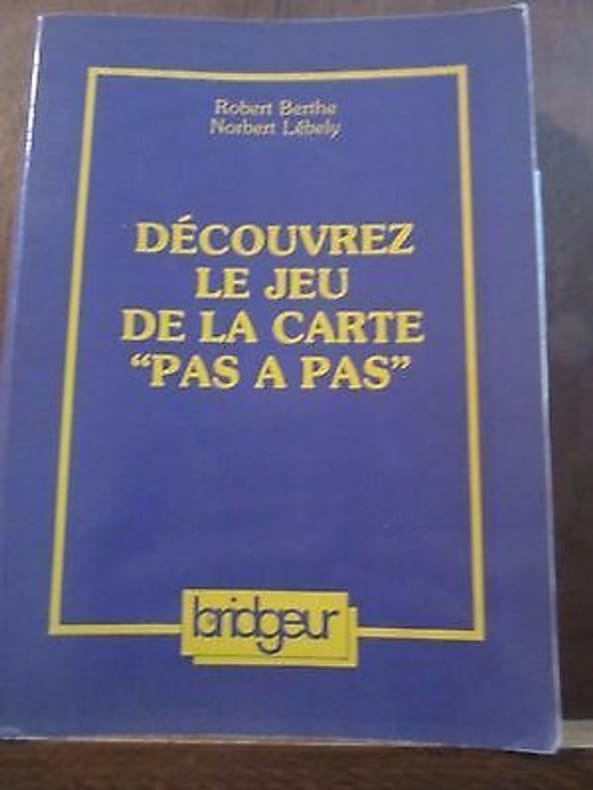 Robert Berthe
Norbert Lébely
DÉCOUVREZ
LE JEU
DE LA CARTE
“PAS A PAS”
bridgeur